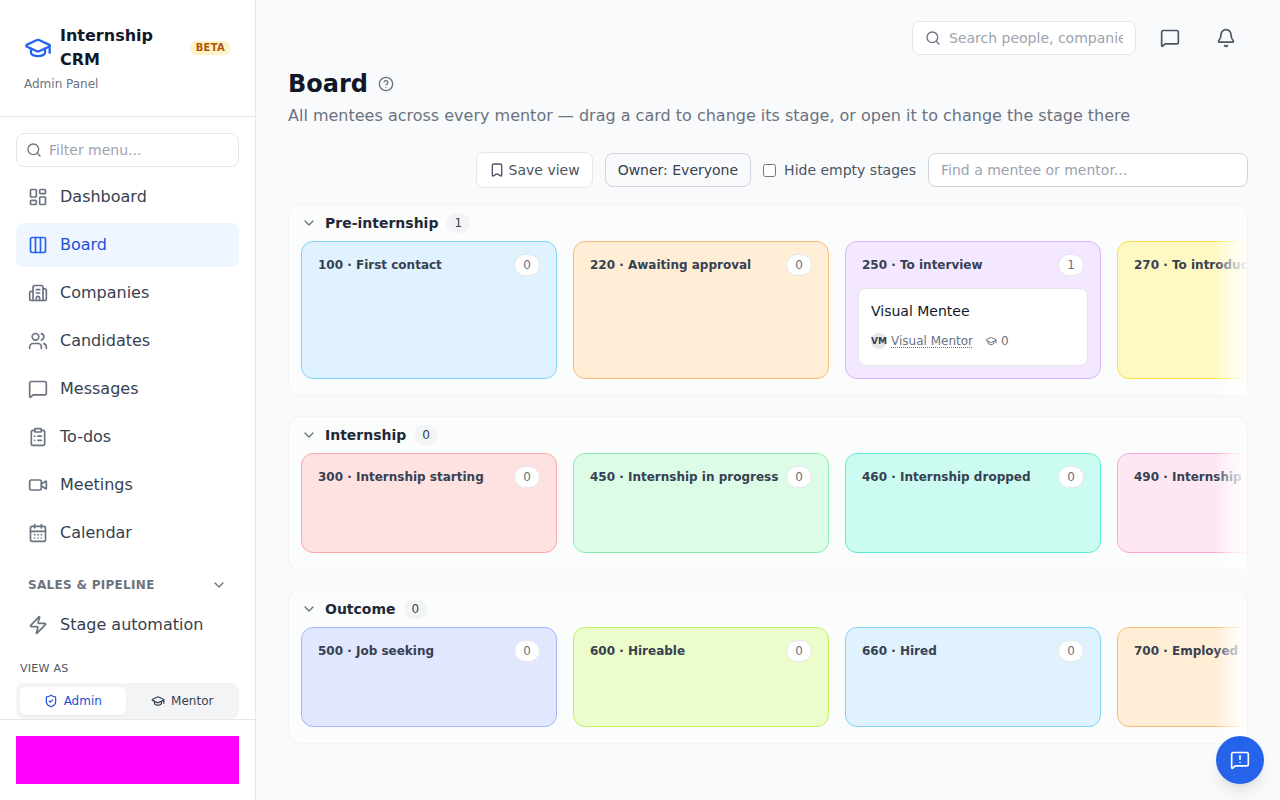 Internship CRM
BETA
Admin Panel
Filter menu...
Dashboard
Board
Companies
Candidates
Messages
To-dos
Meetings
Calendar
SALES & PIPELINE
Stage automation
VIEW AS
Admin
Mentor
Search people, companie
Board
All mentees across every mentor — drag a card to change its stage, or open it to change the stage there
Save view
Owner: Everyone
Hide empty stages
Find a mentee or mentor...
Pre-internship 1
100 · First contact 0
220 · Awaiting approval 0
250 · To interview 1
Visual Mentee
VM Visual Mentor 0
270 · To introduc
Internship 0
300 · Internship starting 0
450 · Internship in progress 0
460 · Internship dropped 0
490 · Internship
Outcome 0
500 · Job seeking 0
600 · Hireable 0
660 · Hired 0
700 · Employed